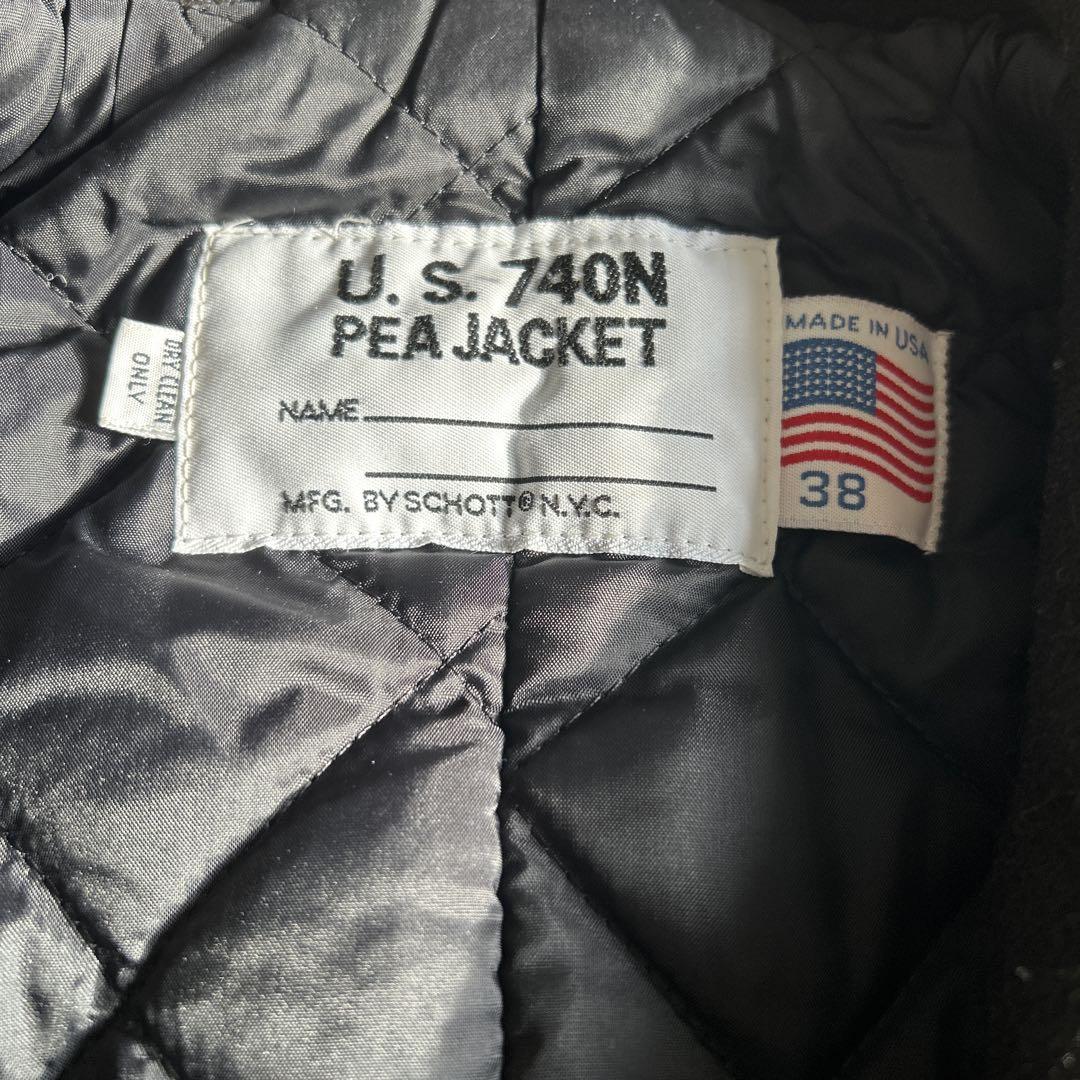 U. S. 740N
PEA JACKET
NAME
MFG. BY SCHOTT® N.Y.C.
DRY CLEAN
ONLY
MADE IN USA
38